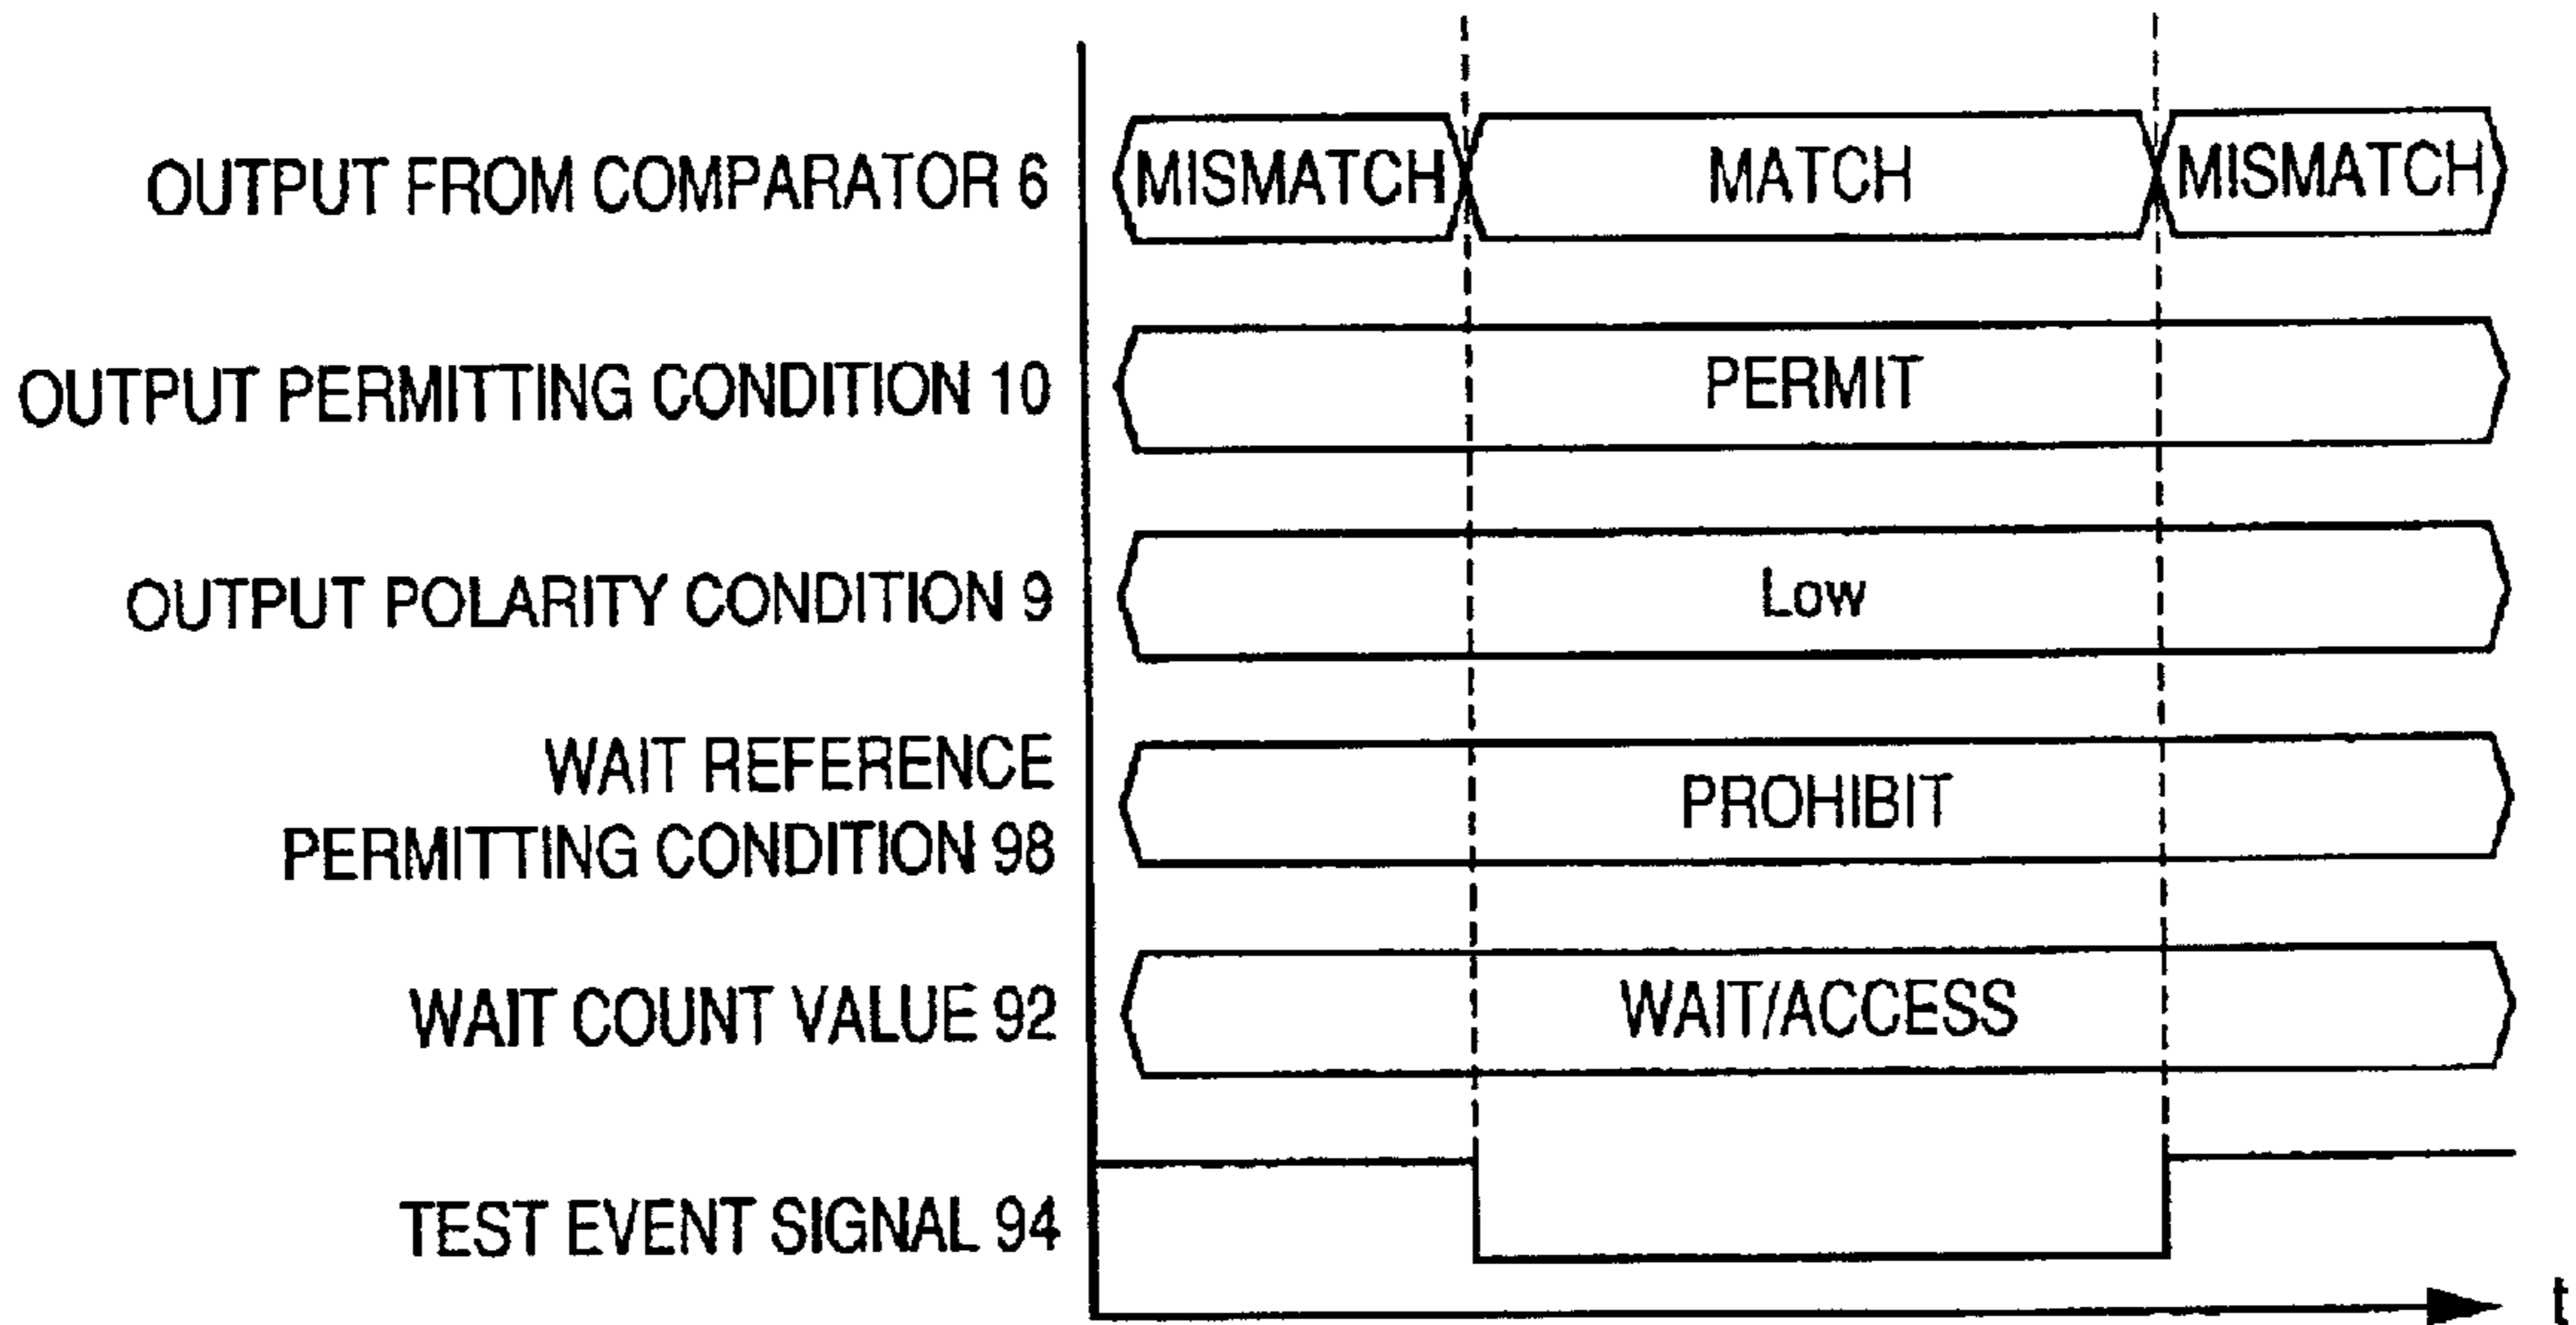 OUTPUT FROM COMPARATOR 6 MISMATCH MATCH MISMATCH
OUTPUT PERMITTING CONDITION 10 PERMIT
OUTPUT POLARITY CONDITION 9 Low
WAIT REFERENCE
PERMITTING CONDITION 98 PROHIBIT
WAIT COUNT VALUE 92 WAIT/ACCESS
TEST EVENT SIGNAL 94
t